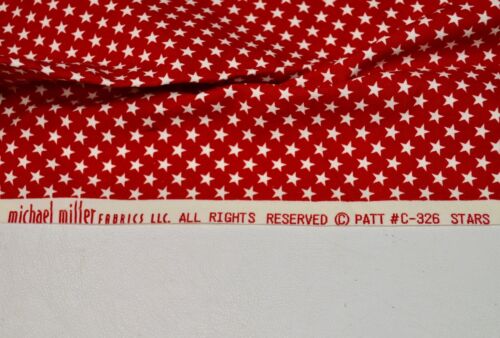 michael miller FABRICS LLC. ALL RIGHTS RESERVED © PATT #C-326 STARS